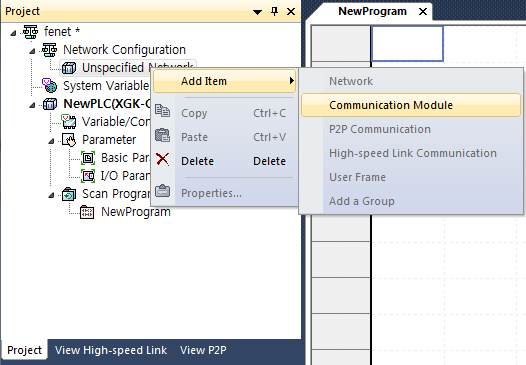 Project
NewProgram
fenet *
Network Configuration
Unspecified Network
System Variable
NewPLC(XGK-
Variable/Com
Parameter
Basic Para
I/O Param
Scan Program
NewProgram
Add Item
Copy Ctrl+C
Paste Ctrl+V
Delete Delete
Properties...
Network
Communication Module
P2P Communication
High-speed Link Communication
User Frame
Add a Group
Project View High-speed Link View P2P